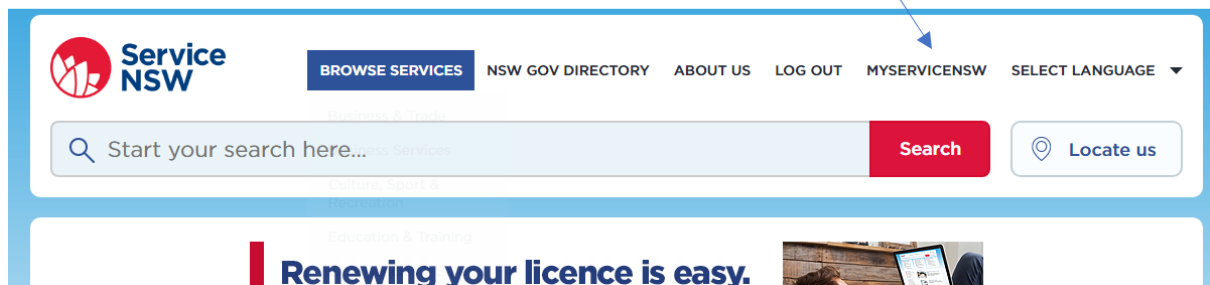 Service
NSW
BROWSE SERVICES NSW GOV DIRECTORY ABOUT US LOG OUT MYSERVICENSW SELECT LANGUAGE
Business & Trade
Start your search here...
Search
Locate us
Culture, Sport &
Recreation
Education & Training
Renewing your licence is easy.